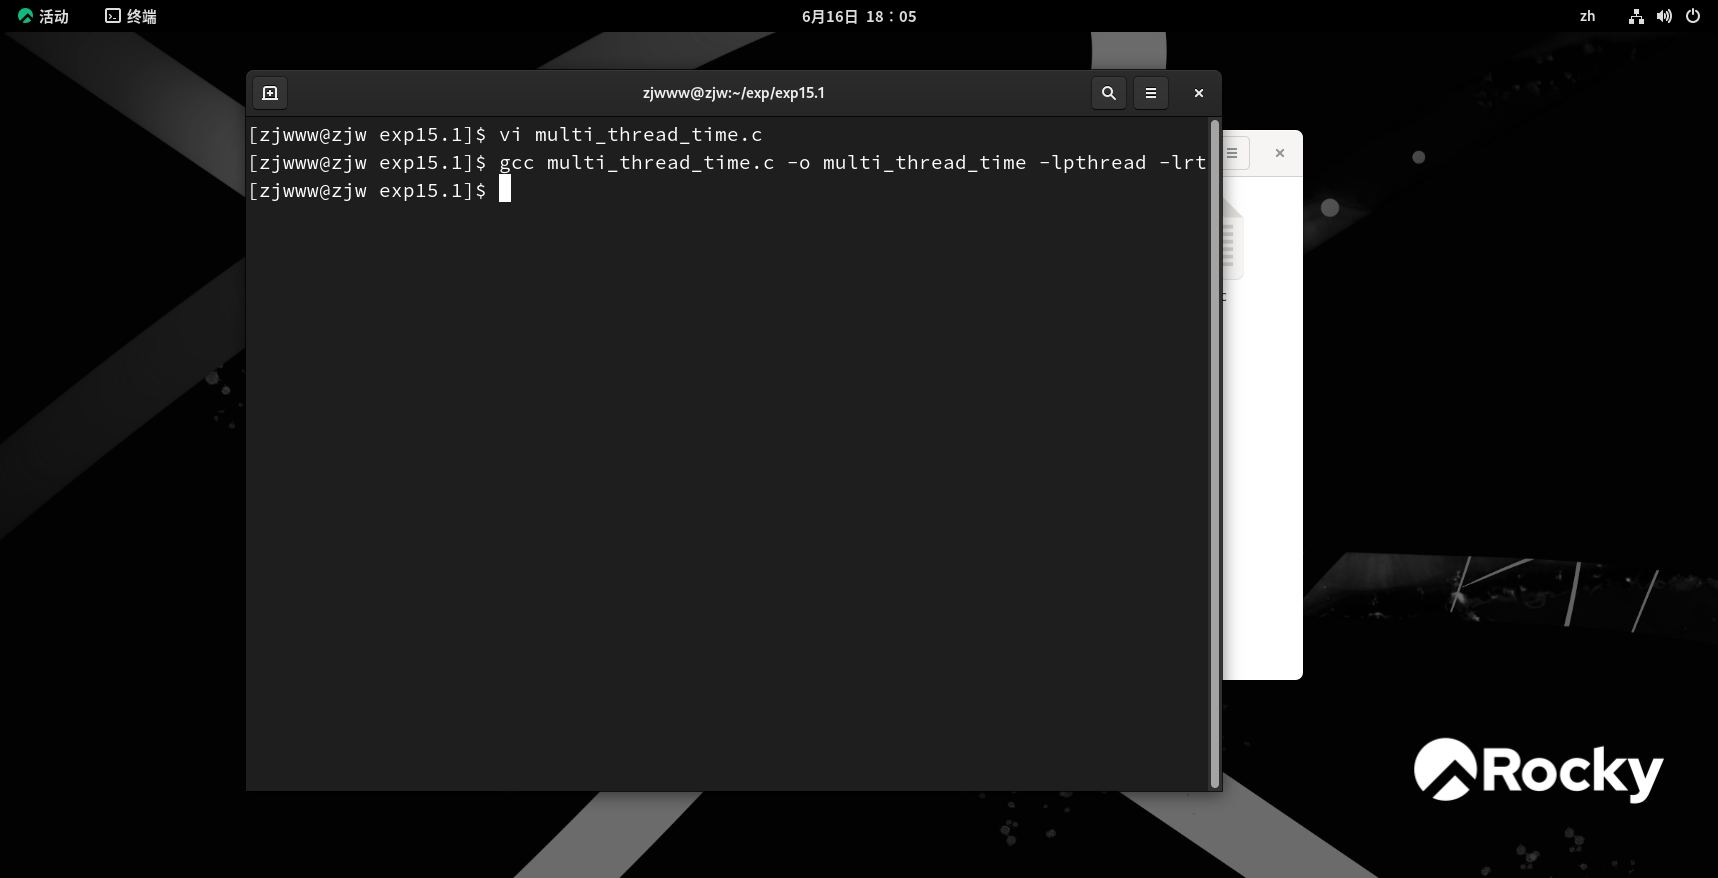 活动 终端 6月16日 18：05 zh
zjwww@zjw:~/exp/exp15.1
[zjwww@zjw exp15.1]$ vi multi_thread_time.c
[zjwww@zjw exp15.1]$ gcc multi_thread_time.c -o multi_thread_time -lpthread -lrt
[zjwww@zjw exp15.1]$
c
Rocky